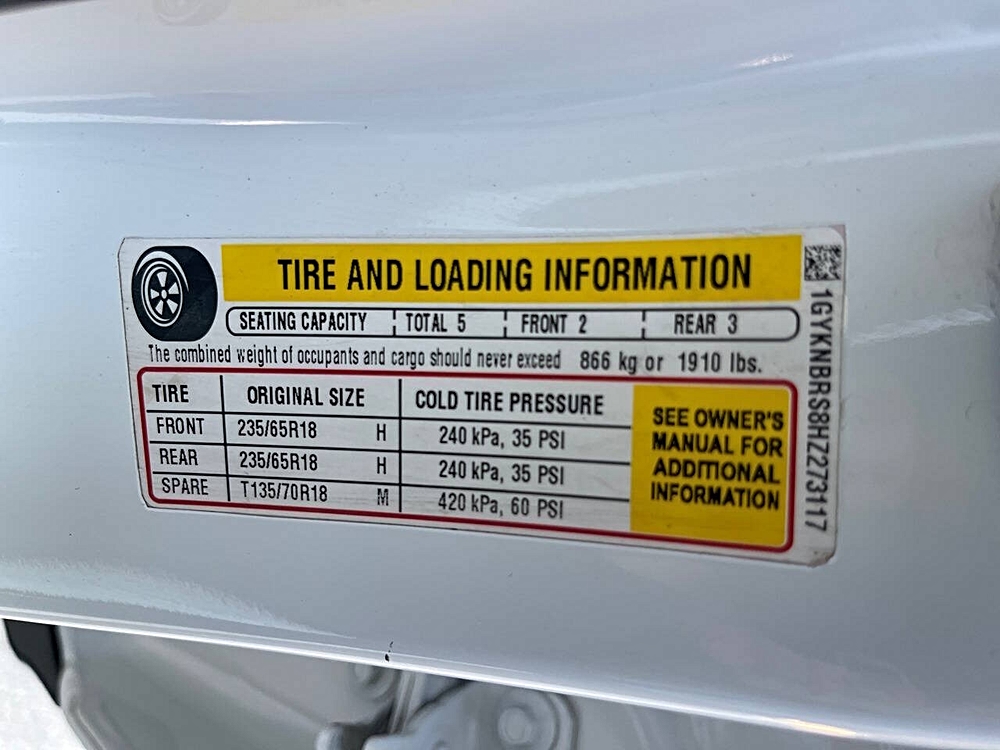 TIRE AND LOADING INFORMATION
SEATING CAPACITY TOTAL 5 FRONT 2 REAR 3
The combined weight of occupants and cargo should never exceed 866 kg or 1910 lbs.
TIRE ORIGINAL SIZE COLD TIRE PRESSURE
FRONT 235/65R18 H 240 kPa, 35 PSI
REAR 235/65R18 H 240 kPa, 35 PSI
SPARE T135/70R18 M 420 kPa, 60 PSI
SEE OWNER'S
MANUAL FOR
ADDITIONAL
INFORMATION
1GYKNBRS8HZ273117